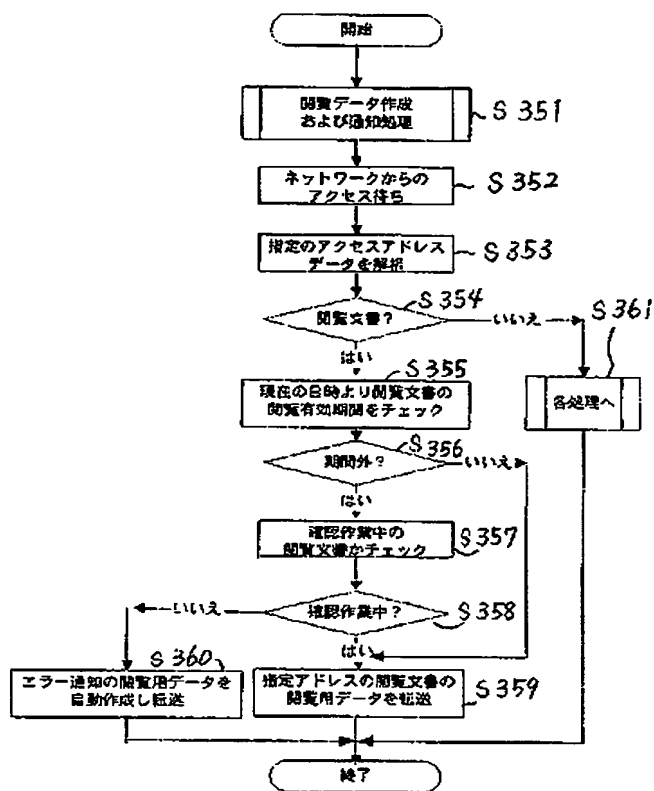 開始
閲覧データ作成
および通知処理
S351
ネットワークからの
アクセス待ち
S352
指定のアクセスアドレス
データを解析
S353
S354
閲覧文書?
いいえ
S361
はい
各処理へ
S355
現在の日時より閲覧文書の
閲覧有効期間をチェック
S356
期間外?
いいえ
はい
確認作業中の
閲覧文書かチェック
S357
いいえ
確認作業中?
S358
はい
S360
エラー通知の閲覧用データを
自動作成し転送
指定アドレスの閲覧文書の
閲覧用データを転送
S359
終了